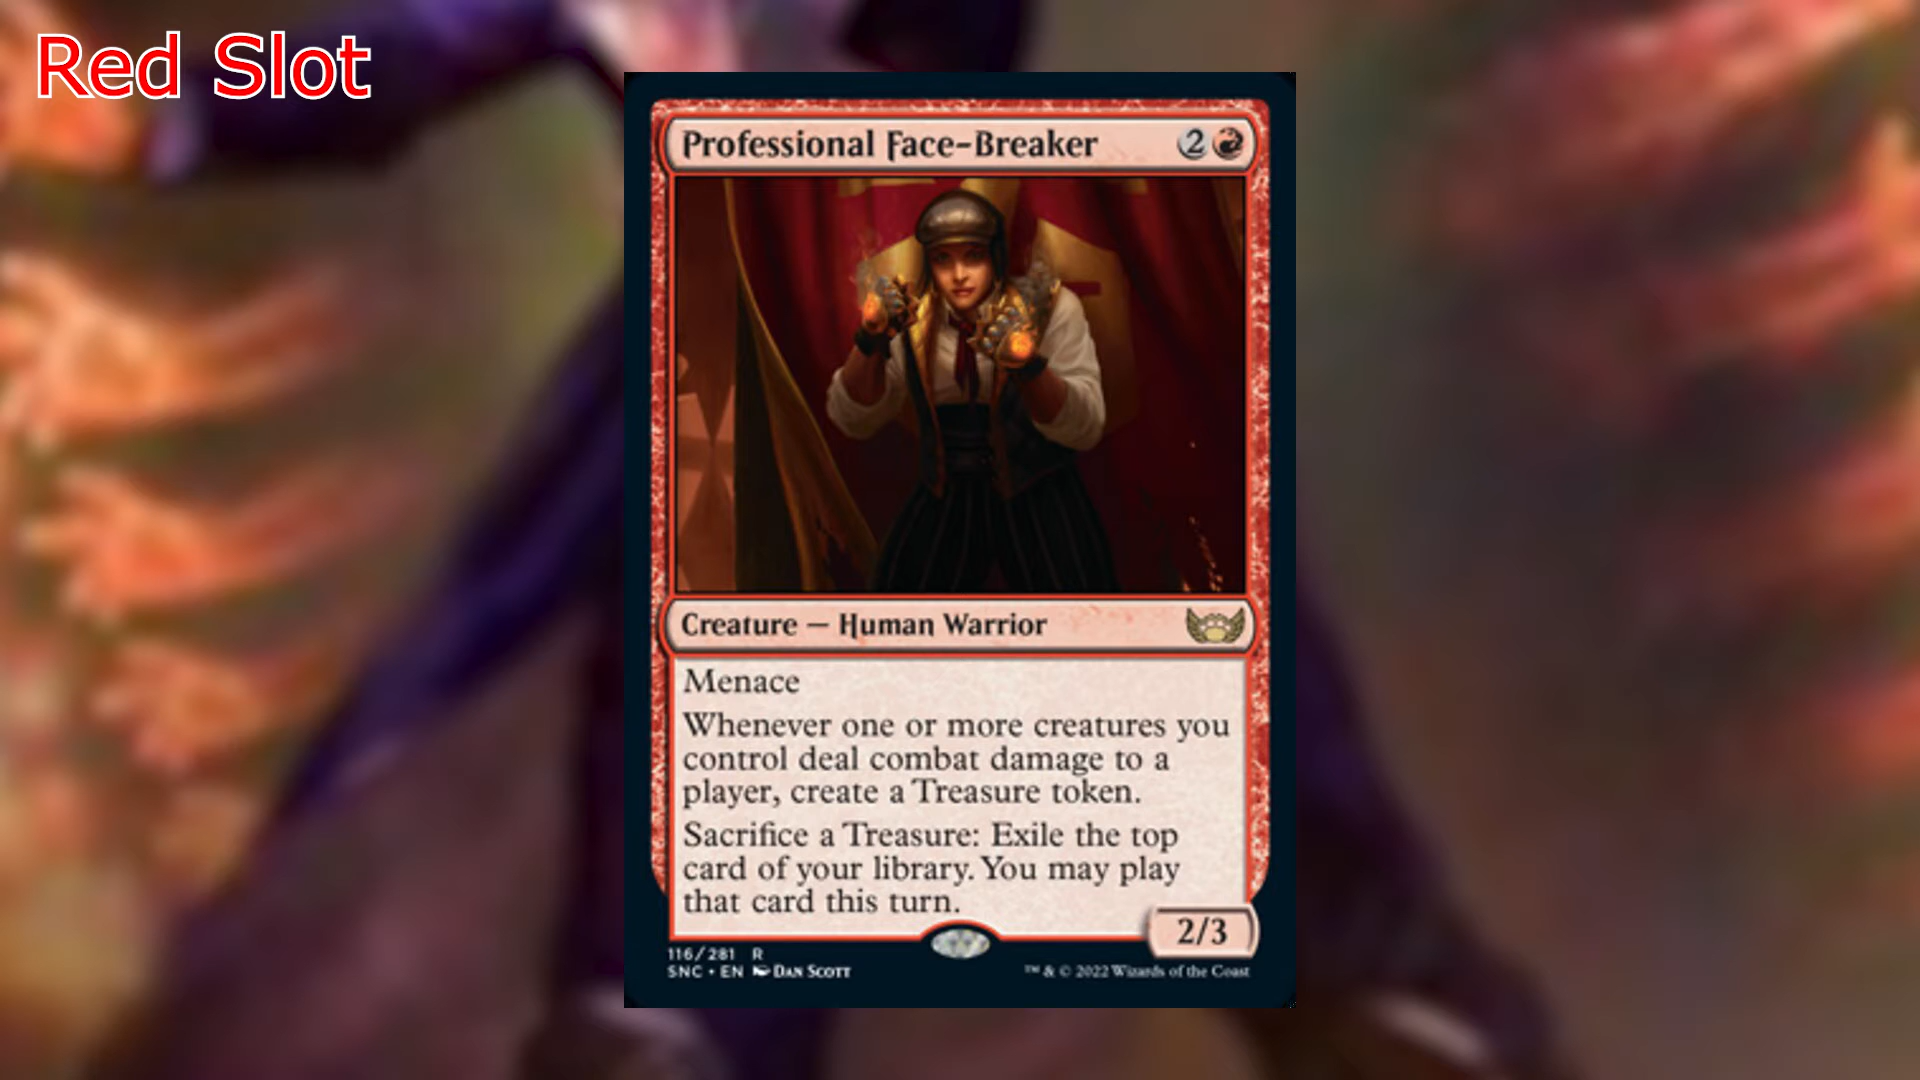 Red Slot
Professional Face-Breaker 2
Creature — Human Warrior
Menace
Whenever one or more creatures you
control deal combat damage to a
player, create a Treasure token.
Sacrifice a Treasure: Exile the top
card of your library. You may play
that card this turn.
2/3
116/281 R
SNC • EN Dan Scott
™ & © 2022 Wizards of the Coast